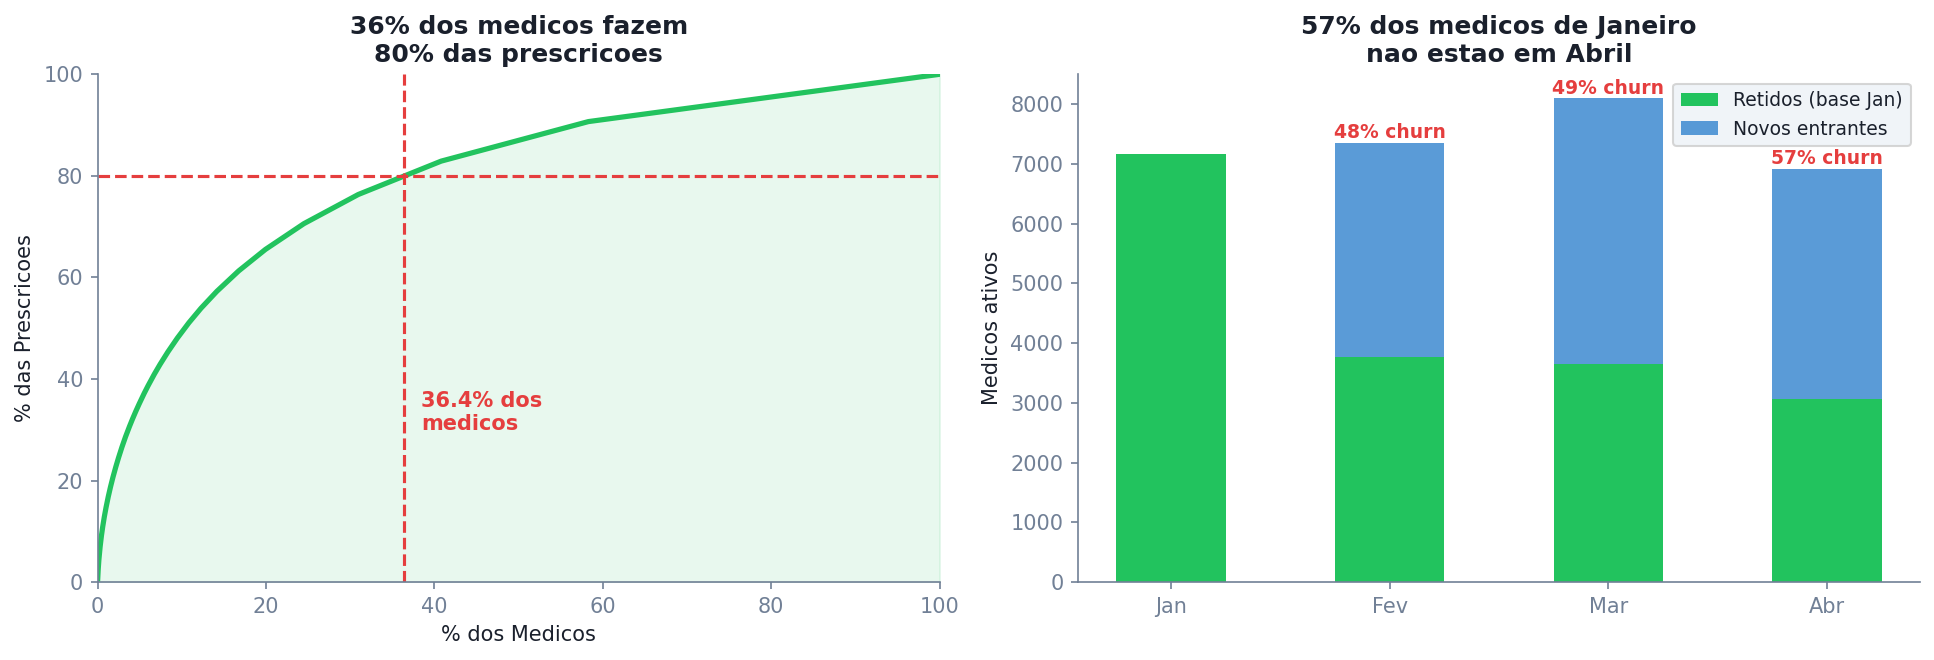 36% dos medicos fazem
80% das prescricoes
100
80
60
40
20
0
% das Prescricoes
36.4% dos
medicos
0
20
40
60
80
100
% dos Medicos
57% dos medicos de Janeiro
nao estao em Abril
8000
7000
6000
5000
4000
3000
2000
1000
0
Medicos ativos
48% churn
49% churn
57% churn
Retidos (base Jan)
Novos entrantes
Jan
Fev
Mar
Abr